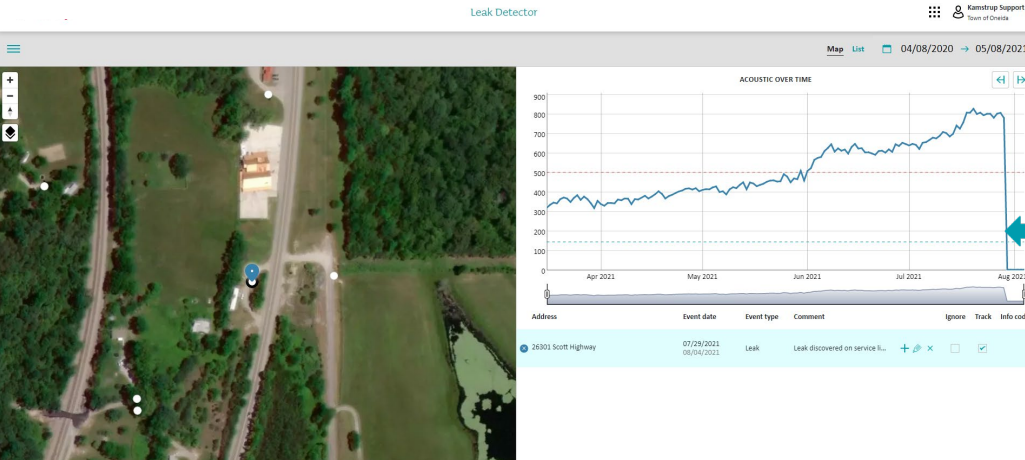 Leak Detector
Kamstrup Support
Town of Oneida
Map List 04/08/2020 → 05/08/2021
+
−
ACOUSTIC OVER TIME
900
800
700
600
500
400
300
200
100
0
Apr 2021 May 2021 Jun 2021 Jul 2021 Aug 2021
Address Event date Event type Comment Ignore Track Info cod
26301 Scott Highway 07/29/2021 Leak Leak discovered on service li...
08/04/2021